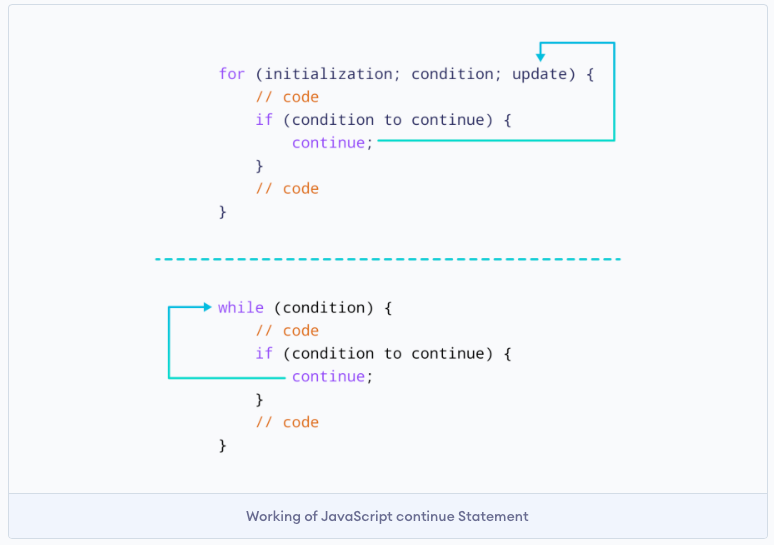 for (initialization; condition; update) {
    // code
    if (condition to continue) {
        continue;
    }
    // code
}
while (condition) {
    // code
    if (condition to continue) {
        continue;
    }
    // code
}
Working of JavaScript continue Statement